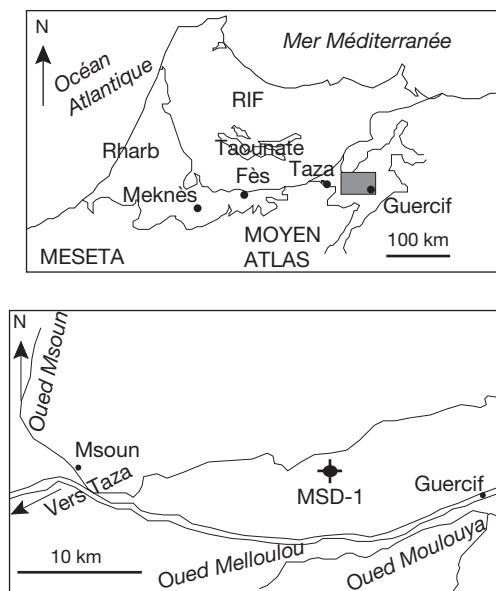 N
Mer Méditerranée
Océan
Atlantique
RIF
Rharb
Taounate
Fès
Taza
Meknès
Guercif
MOYEN
ATLAS
MESETA
100 km
N
Oued Msoun
Msoun
Vers Taza
MSD-1
Guercif
10 km
Oued Melloulou
Oued Moulouya